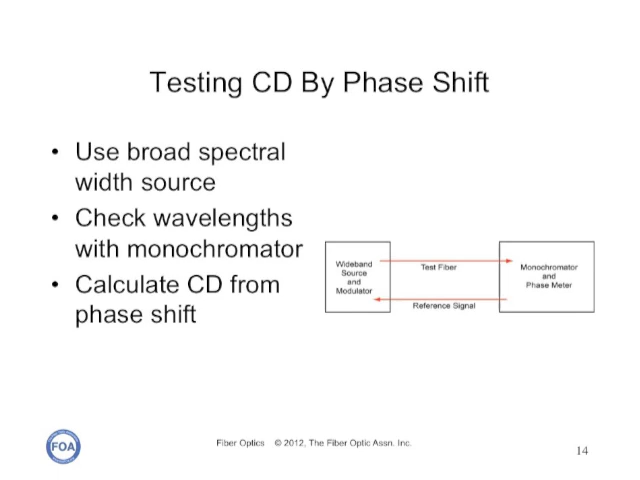 Testing CD By Phase Shift
• Use broad spectral
width source
• Check wavelengths
with monochromator
• Calculate CD from
phase shift
Wideband
Source
and
Modulator
Test Fiber
Reference Signal
Monochromator
and
Phase Meter
FOA
Fiber Optics © 2012, The Fiber Optic Assn. Inc.
14